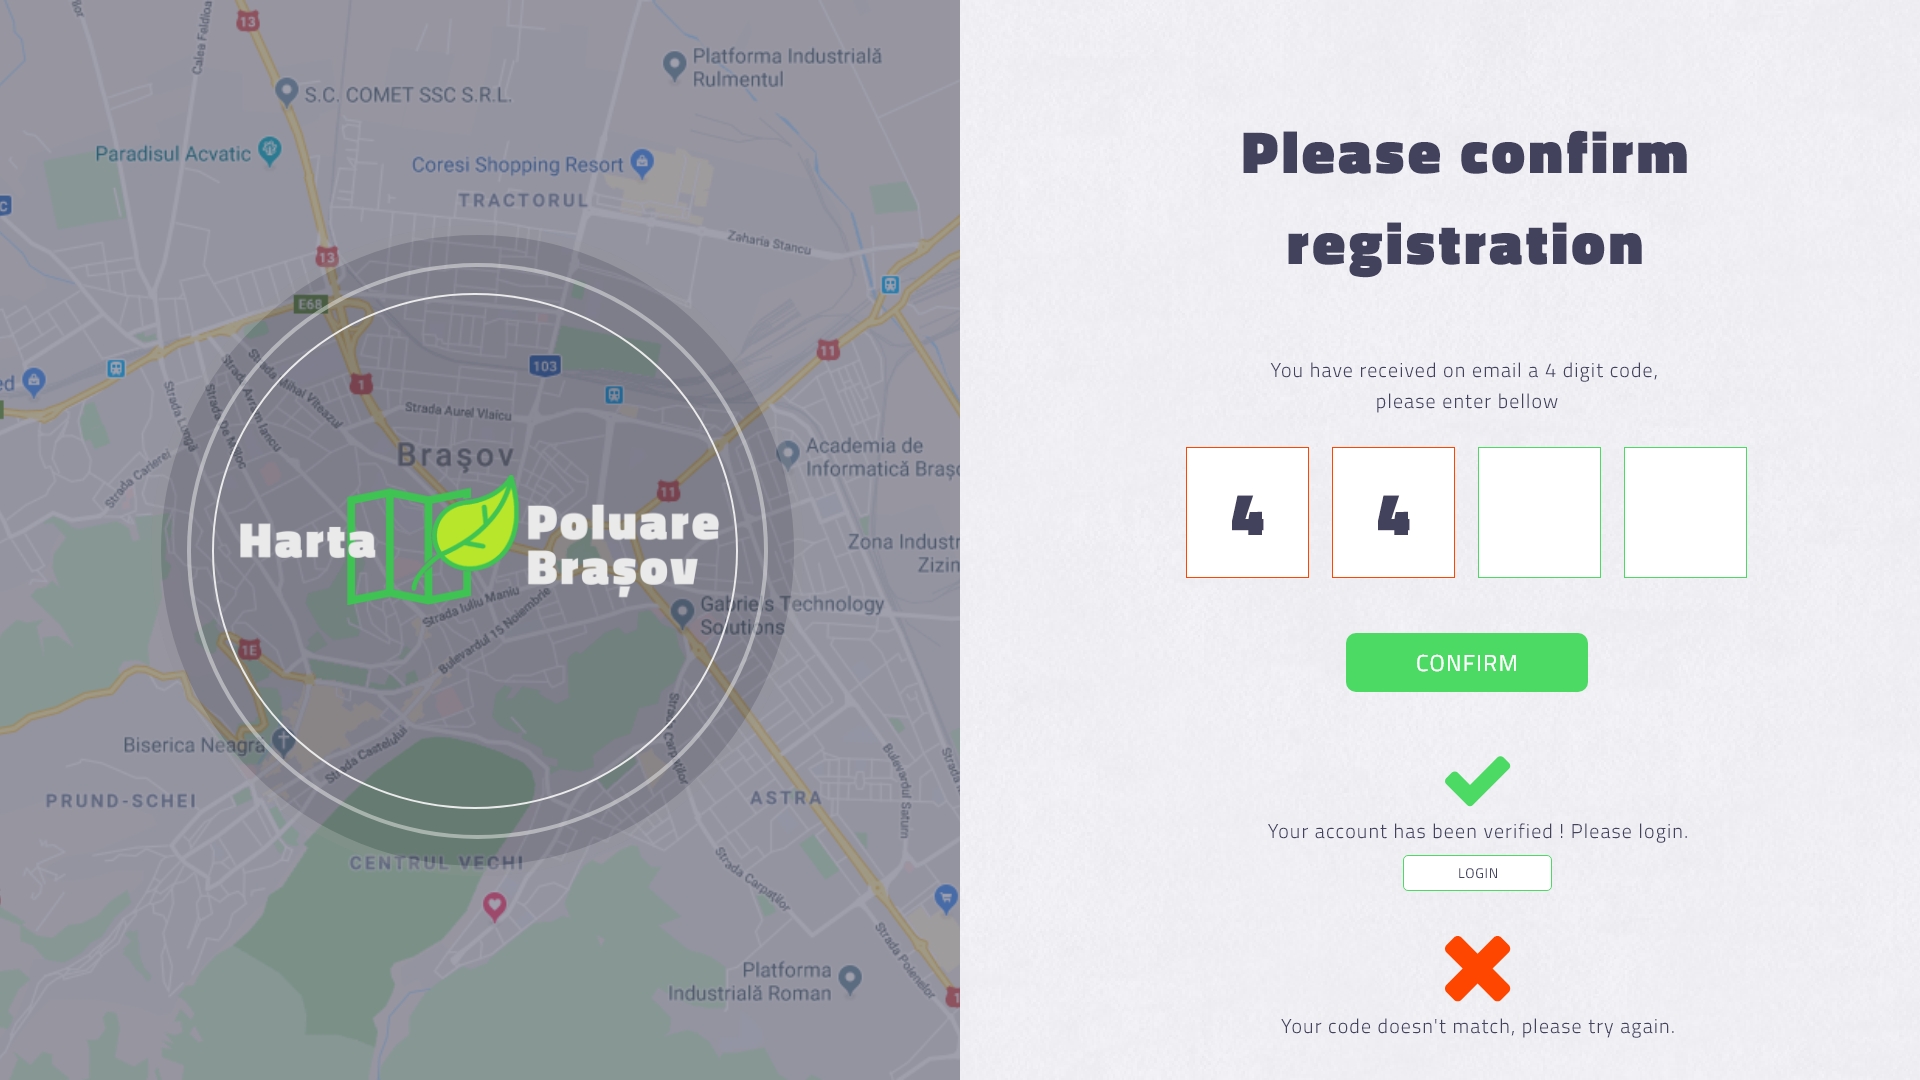 13
Calea Feldioa
Platforma Industrială
Rulmentul
S.C. COMET SSC S.R.L.
Paradisul Acvatic
Coresi Shopping Resort
TRACTORUL
Zaharia Stancu
13
E68
11
103
1
ed
Strada Mihai Viteazul
Strada Avram Iancu
Strada De Mijloc
Strada Lungă
Strada Aurel Vlaicu
Brașov
Academia de
Informatică Brașo
Strada Carierei
11
Harta
Poluare
Brașov
Zona Industr
Zizin
Strada Iuliu Maniu
Bulevardul 15 Noiembrie
Gabriels Technology
Solutions
1E
Biserica Neagră
Strada Castelului
Strada Carpaților
Bulevardul Saturn
Strada
PRUND-SCHEI
ASTRA
CENTRUL VECHI
Strada Carpaților
Strada Poienelor
Platforma
Industrială Roman
1
Please confirm
registration
You have received on email a 4 digit code,
please enter bellow
4 4
CONFIRM
Your account has been verified ! Please login.
LOGIN
Your code doesn't match, please try again.